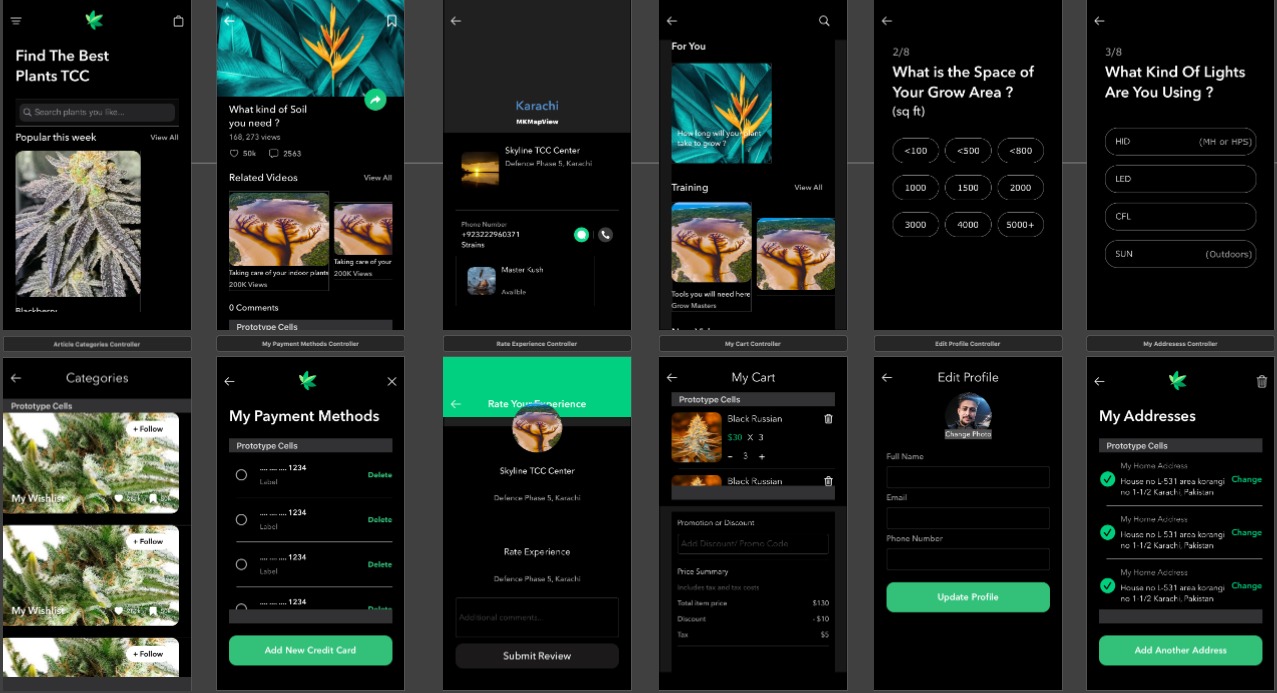 Find The Best
Plants TCC
Search plants you like...
Popular this week
View All
Blackberry
What kind of Soil
you need ?
168, 273 views
50k
2563
Related Videos
View All
Taking care of your indoor plants
200K Views
Taking care of your
200K Views
0 Comments
Prototype Cells
Karachi
MKMapView
Skyline TCC Center
Defence Phase 5, Karachi
Phone Number
+923222960371
Strains
Master Kush
Availble
For You
How long will your plant
take to grow ?
Training
View All
Tools you will need here
Grow Masters
2/8
What is the Space of
Your Grow Area ?
(sq ft)
<100
<500
<800
1000
1500
2000
3000
4000
5000+
3/8
What Kind Of Lights
Are You Using ?
HID
(MH or HPS)
LED
CFL
SUN
(Outdoors)
Article Categories Controller
My Payment Methods Controller
Rate Experience Controller
My Cart Controller
Edit Profile Controller
My Addresess Controller
Categories
Prototype Cells
+ Follow
My Wishlist
+ Follow
My Wishlist
+ Follow
My Payment Methods
Prototype Cells
.... .... .... 1234
Label
Delete
.... .... .... 1234
Label
Delete
.... .... .... 1234
Label
Delete
.... .... .... 1234
Delete
Add New Credit Card
Rate Your Experience
Skyline TCC Center
Defence Phase 5, Karachi
Rate Experience
Defence Phase 5, Karachi
Additional comments...
Submit Review
My Cart
Prototype Cells
Black Russian
$30 X 3
- 3 +
Black Russian
Promotion or Discount
Add Discount/ Promo Code
Price Summary
Includes tax and tax costs
Total item price
$130
Discount
- $10
Tax
$5
Edit Profile
Change Photo
Full Name
Email
Phone Number
Update Profile
My Addresses
Prototype Cells
My Home Address
House no L-531 area korangi
no 1-1/2 Karachi, Pakistan
Change
My Home Address
House no L-531 area korangi
no 1-1/2 Karachi, Pakistan
Change
My Home Address
House no L-531 area korangi
no 1-1/2 Karachi, Pakistan
Change
Add Another Address